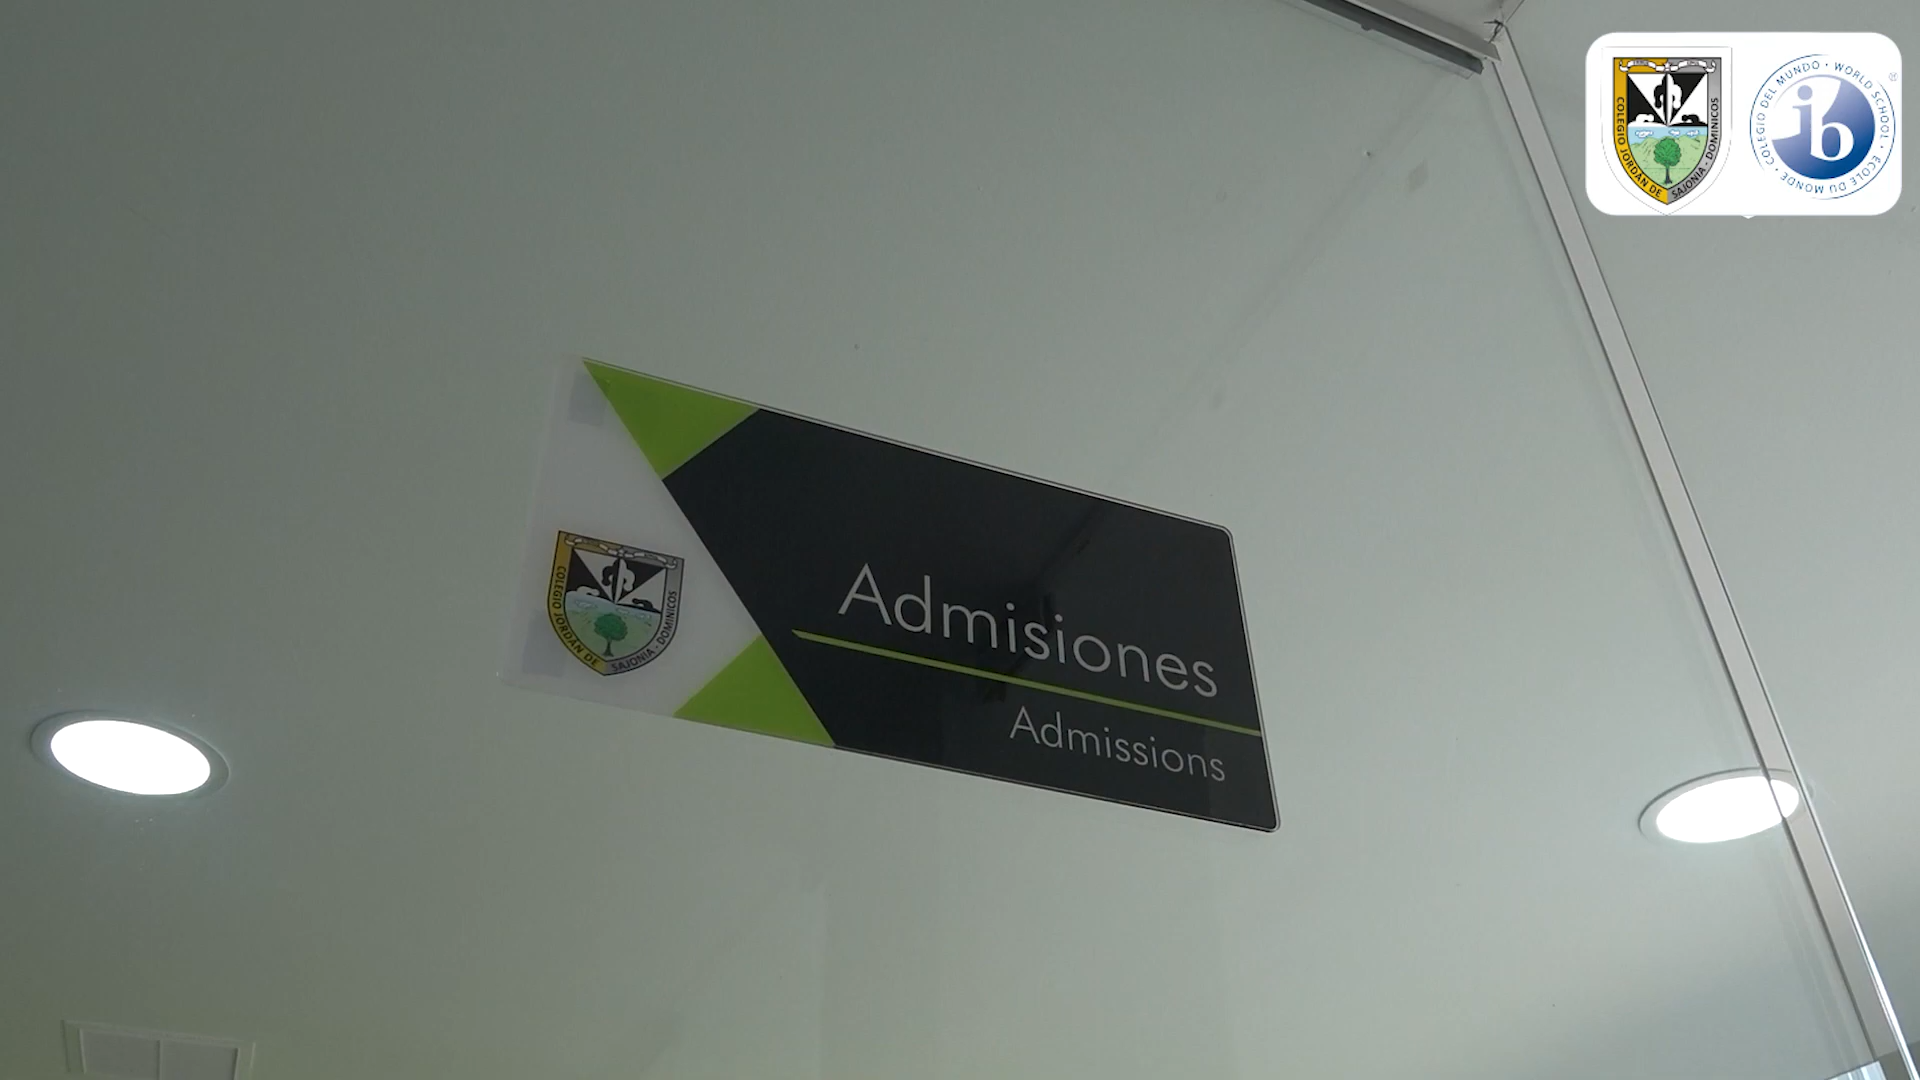 COLEGIO JORDÁN DE SAJONIA - DOMINICOS
COLEGIO DEL MUNDO · WORLD SCHOOL · ECOLE DU MONDE ·
ib
®
COLEGIO JORDÁN DE SAJONIA - DOMINICOS
Admisiones
Admissions